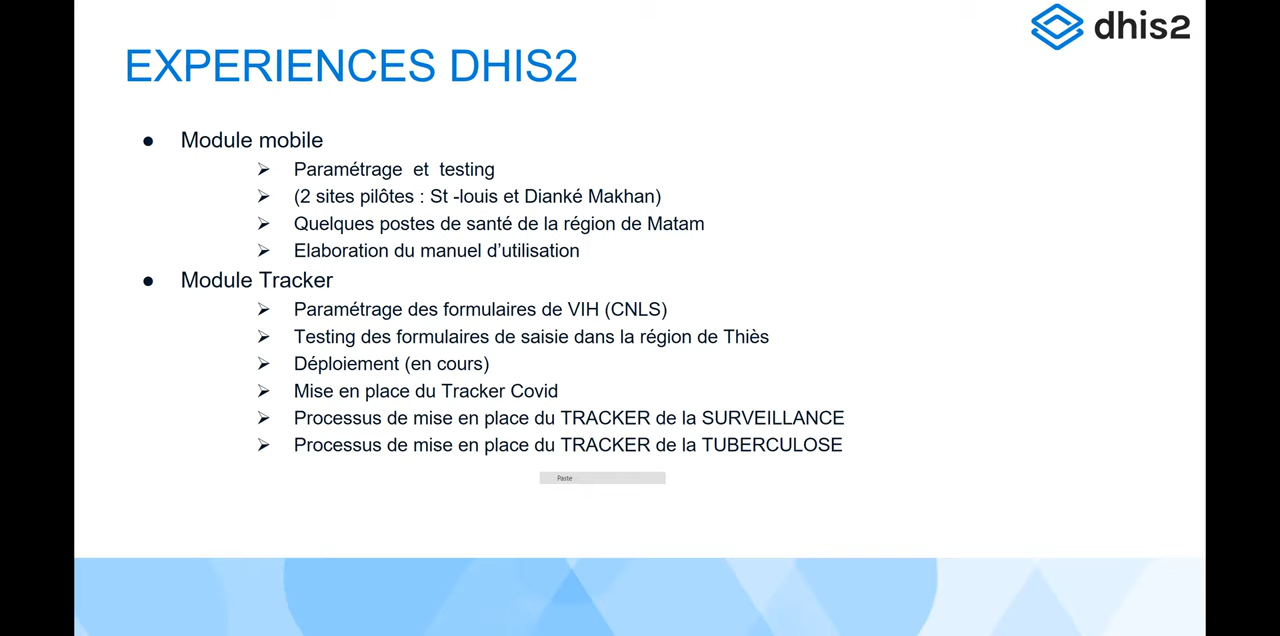 dhis2
EXPERIENCES DHIS2
● Module mobile
➢ Paramétrage et testing
➢ (2 sites pilôtes : St -louis et Dianké Makhan)
➢ Quelques postes de santé de la région de Matam
➢ Elaboration du manuel d’utilisation
● Module Tracker
➢ Paramétrage des formulaires de VIH (CNLS)
➢ Testing des formulaires de saisie dans la région de Thiès
➢ Déploiement (en cours)
➢ Mise en place du Tracker Covid
➢ Processus de mise en place du TRACKER de la SURVEILLANCE
➢ Processus de mise en place du TRACKER de la TUBERCULOSE
Paste